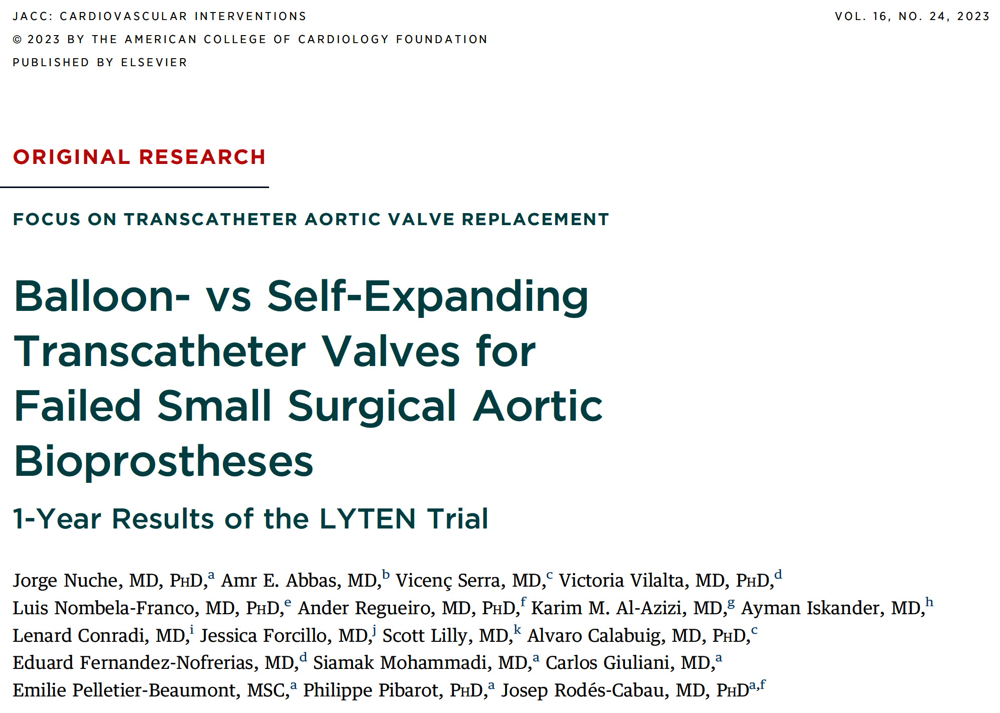 JACC: CARDIOVASCULAR INTERVENTIONS
VOL. 16, NO. 24, 2023
© 2023 BY THE AMERICAN COLLEGE OF CARDIOLOGY FOUNDATION
PUBLISHED BY ELSEVIER
ORIGINAL RESEARCH
FOCUS ON TRANSCATHETER AORTIC VALVE REPLACEMENT
Balloon- vs Self-Expanding
Transcatheter Valves for
Failed Small Surgical Aortic
Bioprostheses
1-Year Results of the LYTEN Trial
Jorge Nuche, MD, PhD,a Amr E. Abbas, MD,b Vicenç Serra, MD,c Victoria Vilalta, MD, PhD,d
Luis Nombela-Franco, MD, PhD,e Ander Regueiro, MD, PhD,f Karim M. Al-Azizi, MD,g Ayman Iskander, MD,h
Lenard Conradi, MD,i Jessica Forcillo, MD,j Scott Lilly, MD,k Alvaro Calabuig, MD, PhD,c
Eduard Fernandez-Nofrerias, MD,d Siamak Mohammadi, MD,a Carlos Giuliani, MD,a
Emilie Pelletier-Beaumont, MSC,a Philippe Pibarot, PhD,a Josep Rodés-Cabau, MD, PhDa,f